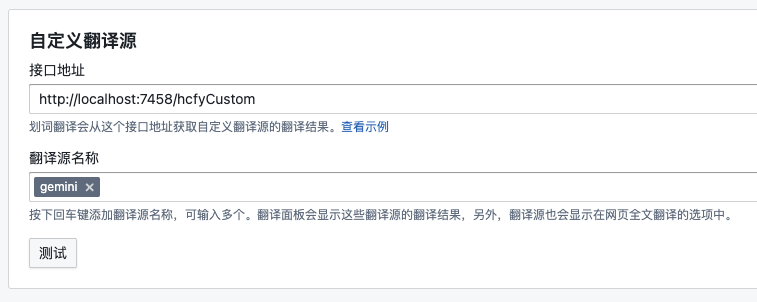 自定义翻译源
接口地址
http://localhost:7458/hcfyCustom
划词翻译会从这个接口地址获取自定义翻译源的翻译结果。查看示例
翻译源名称
gemini ×
按下回车键添加翻译源名称，可输入多个。翻译面板会显示这些翻译源的翻译结果，另外，翻译源也会显示在网页全文翻译的选项中。
测试